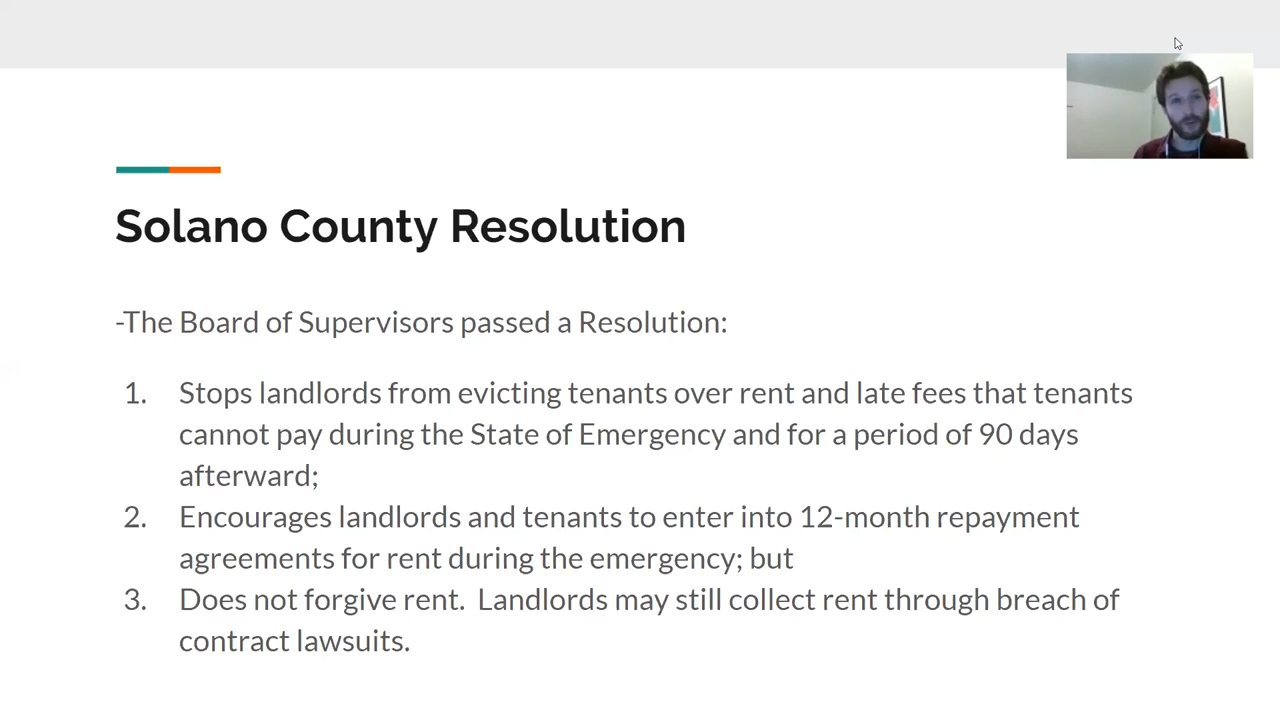 Solano County Resolution
-The Board of Supervisors passed a Resolution:
1. Stops landlords from evicting tenants over rent and late fees that tenants
cannot pay during the State of Emergency and for a period of 90 days
afterward;
2. Encourages landlords and tenants to enter into 12-month repayment
agreements for rent during the emergency; but
3. Does not forgive rent.  Landlords may still collect rent through breach of
contract lawsuits.